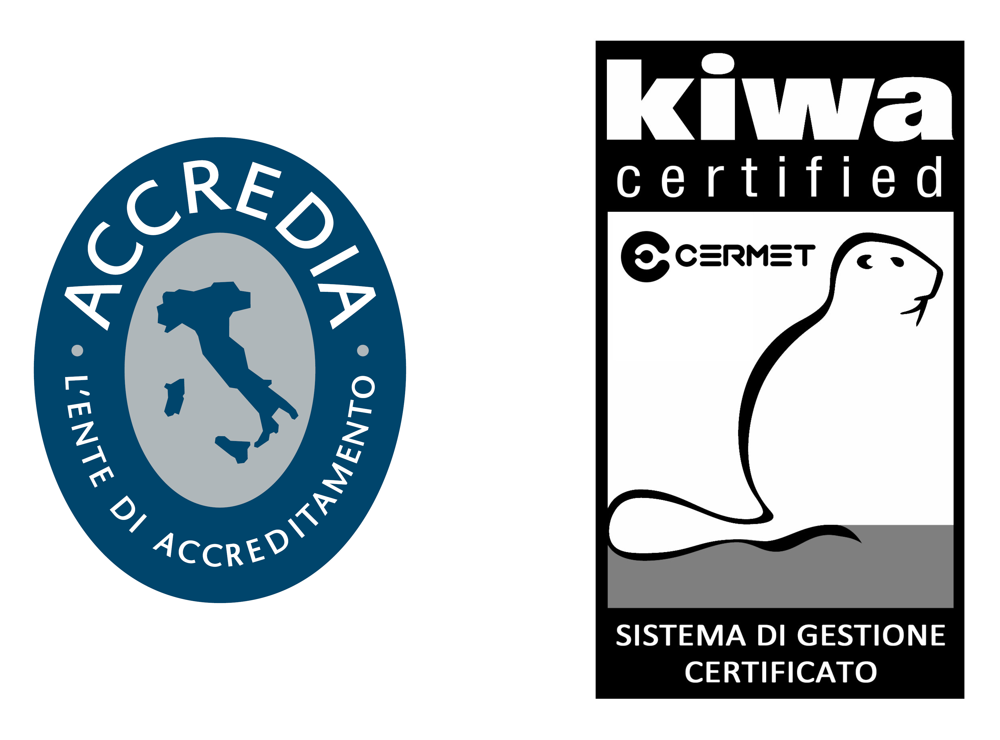 ACCREDIA
L'ENTE DI ACCREDITAMENTO
kiwa
certified
CERMET
SISTEMA DI GESTIONE
CERTIFICATO